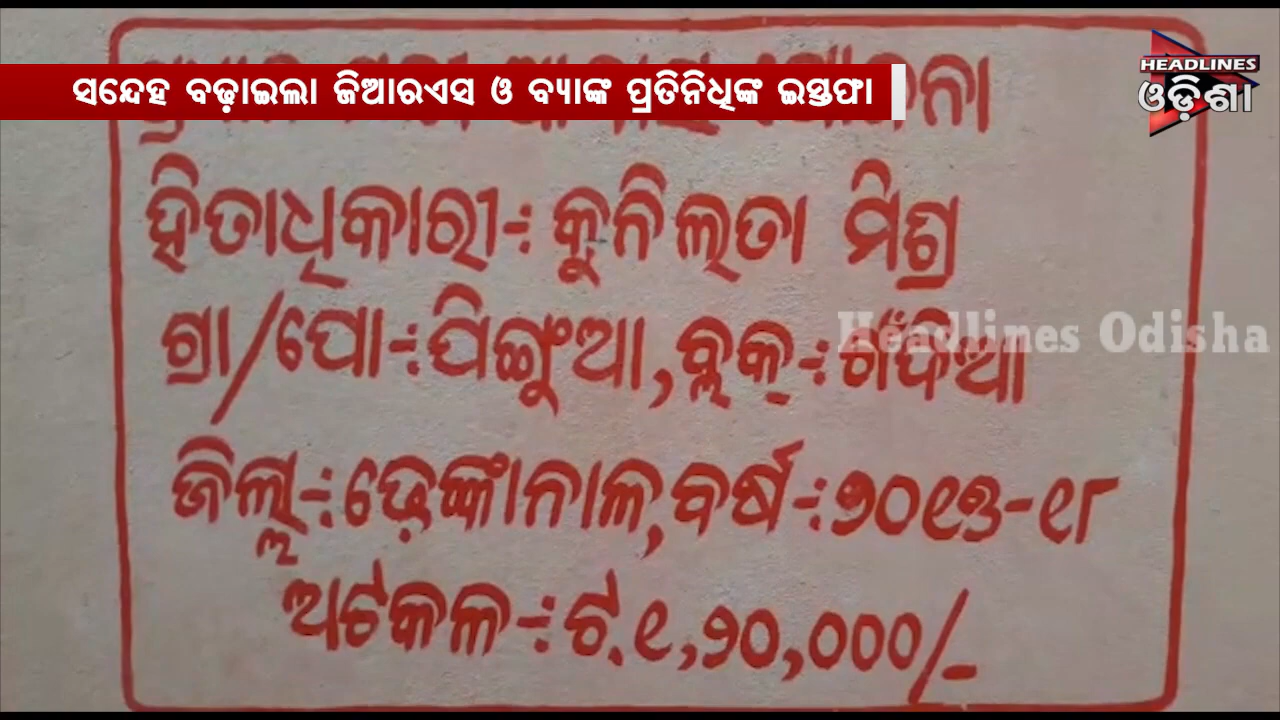 ସନ୍ଦେହ ବଢ଼ାଇଲା ଜିଆରଏସ ଓ ବ୍ୟାଙ୍କ ପ୍ରତିନିଧିଙ୍କ ଇସ୍ତଫା
HEADLINES
ଓଡ଼ିଶା
ହିତାଧିକାରୀ-: କୁନିଲତା ମିଶ୍ର
ଗ୍ରା/ପୋ-: ପିଙ୍ଗୁଆ, ବ୍ଲକ୍-: ଗଁଦିଆ
Headlines Odisha
ଜିଲ୍ଲା-: ଢ଼େଙ୍କାନାଳ, ବର୍ଷ-: ୨୦୧୭-୧୮
ଅଟକଳ-: ଟ.୧,୨୦,୦୦୦/-